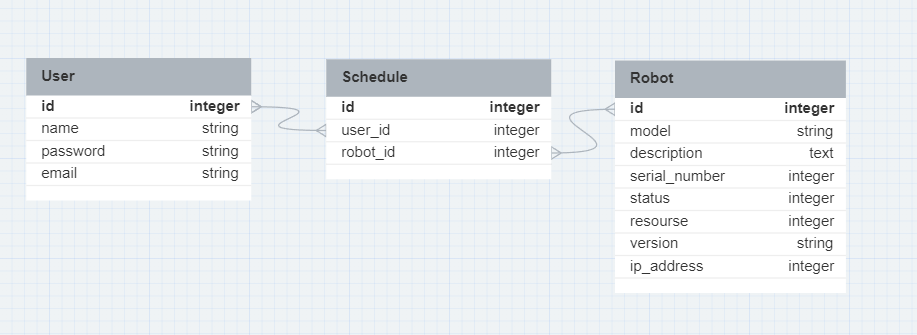 User
id integer
name string
password string
email string
Schedule
id integer
user_id integer
robot_id integer
Robot
id integer
model string
description text
serial_number integer
status integer
resourse integer
version string
ip_address integer